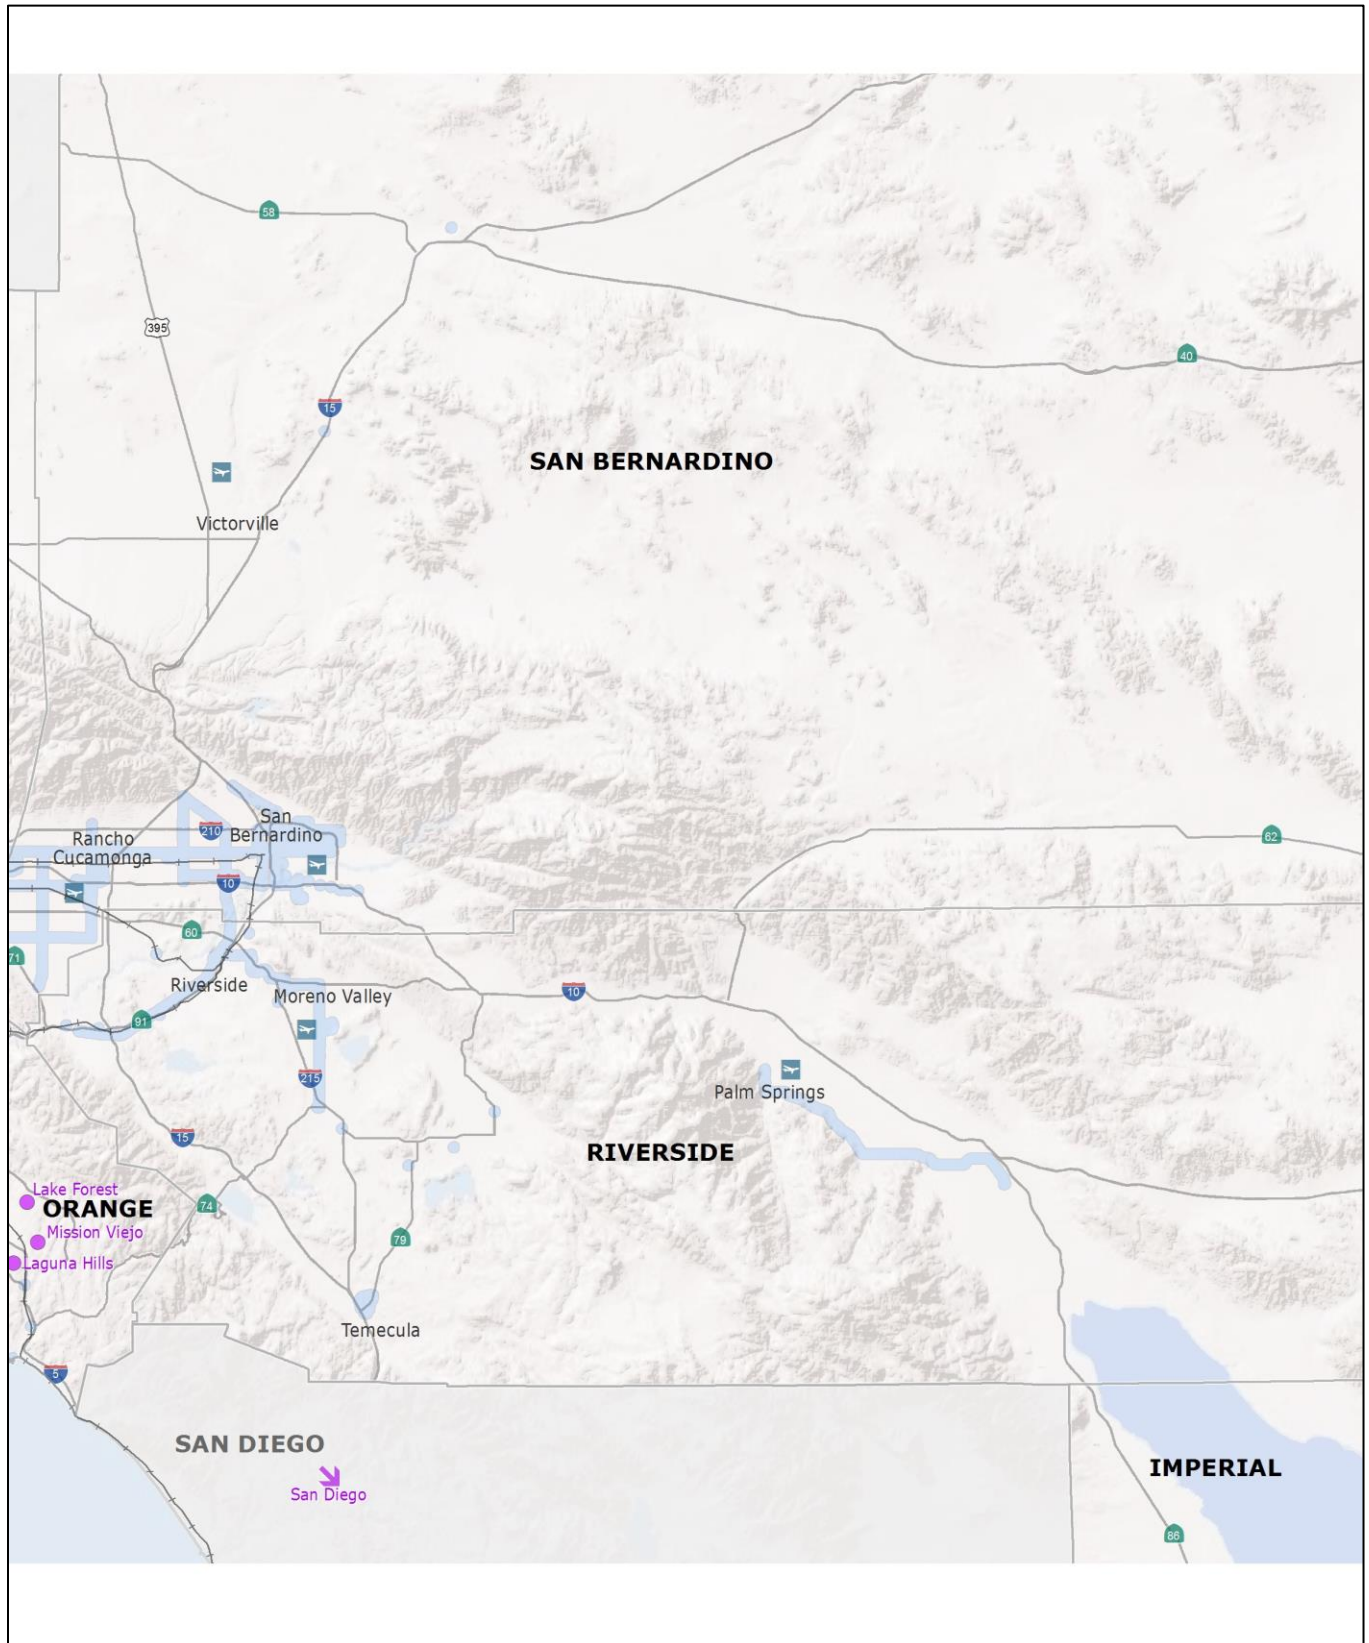 58
395
40
15
SAN BERNARDINO
Victorville
San
Bernardino
210
Rancho
Cucamonga
62
10
60
71
Riverside
Moreno Valley
10
91
215
Palm Springs
15
RIVERSIDE
Lake Forest
ORANGE
74
Mission Viejo
79
Laguna Hills
Temecula
5
SAN DIEGO
San Diego
IMPERIAL
86